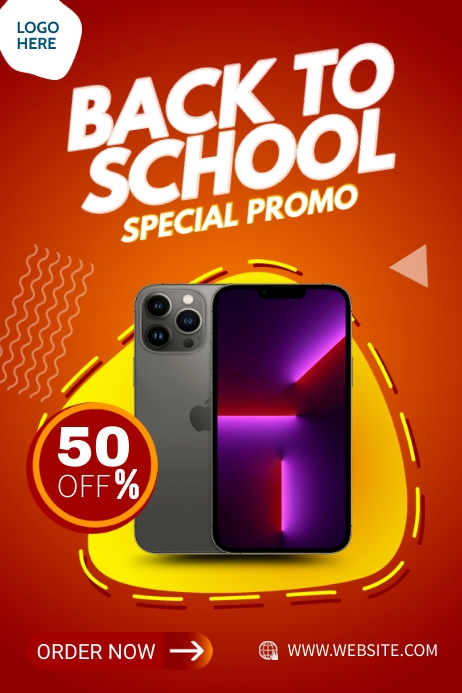 LOGO
HERE
BACK TO
SCHOOL
SPECIAL PROMO
50
OFF%
ORDER NOW
WWW.WEBSITE.COM